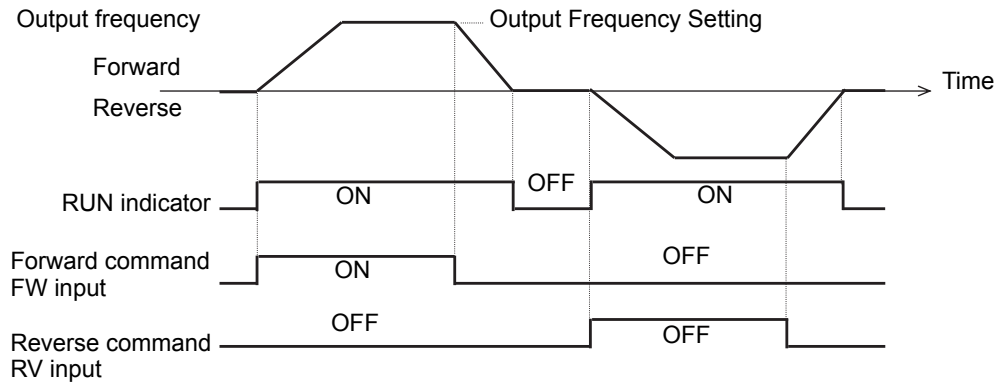 Output frequency
Output Frequency Setting
Forward
Time
Reverse
OFF
RUN indicator
ON
ON
Forward command
OFF
FW input
ON
OFF
Reverse command
OFF
RV input